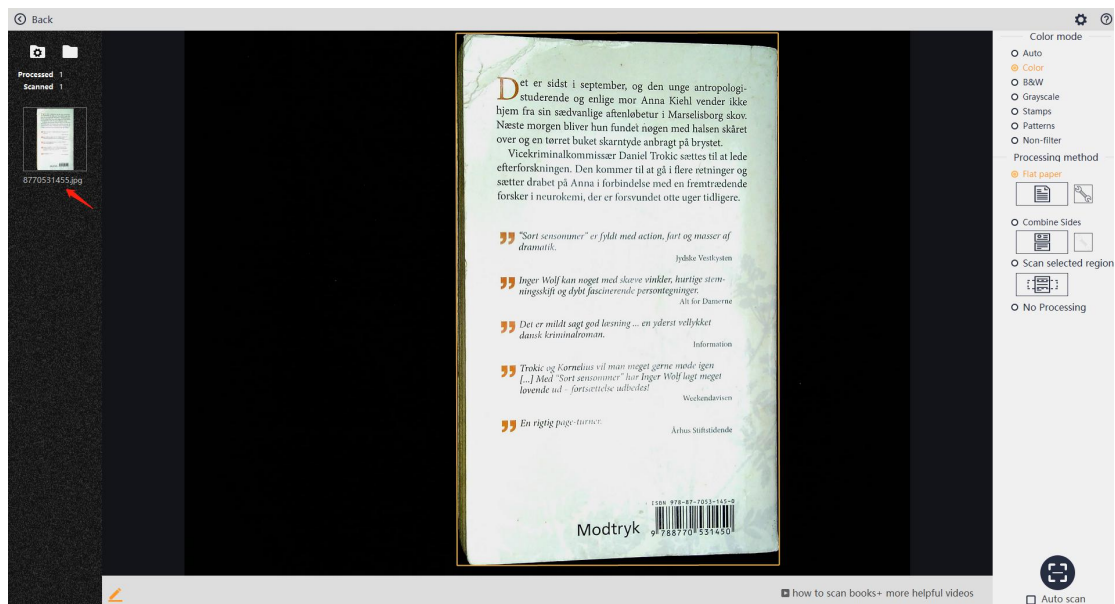 Back
Processed 1
Scanned 1
8770531455.jpg
Det er sidst i september, og den unge antropologi-
studerende og enlige mor Anna Kiehl vender ikke
hjem fra sin sædvanlige aftenløbetur i Marselisborg skov.
Næste morgen bliver hun fundet nøgen med halsen skåret
over og en tørret buket skarntyde anbragt på brystet.
Vicekriminalkommissær Daniel Trokic sættes til at lede
efterforskningen. Den kommer til at gå i flere retninger og
sætter drabet på Anna i forbindelse med en fremtrædende
forsker i neurokemi, der er forsvundet otte uger tidligere.
"Sort sensommer" er fyldt med action, fart og masser af
dramatik.
Jydske Vestkysten
Inger Wolf kan noget med skæve vinkler, hurtige stem-
ningsskift og dybt fascinerende persontegninger.
Alt for Damerne
Det er mildt sagt god læsning ... en yderst vellykket
dansk kriminalroman.
Information
Trokic og Kornelius vil man meget gerne møde igen
[...] Med "Sort sensommer" har Inger Wolf lagt meget
lovende ud – fortsættelse udbedes!
Weekendavisen
En rigtig page-turner.
Århus Stiftstidende
ISBN 978-87-7053-145-0
Modtryk
9 788770 531450
how to scan books+ more helpful videos
Color mode
Auto
Color
B&W
Grayscale
Stamps
Patterns
Non-filter
Processing method
Flat paper
Combine Sides
Scan selected region
No Processing
Auto scan